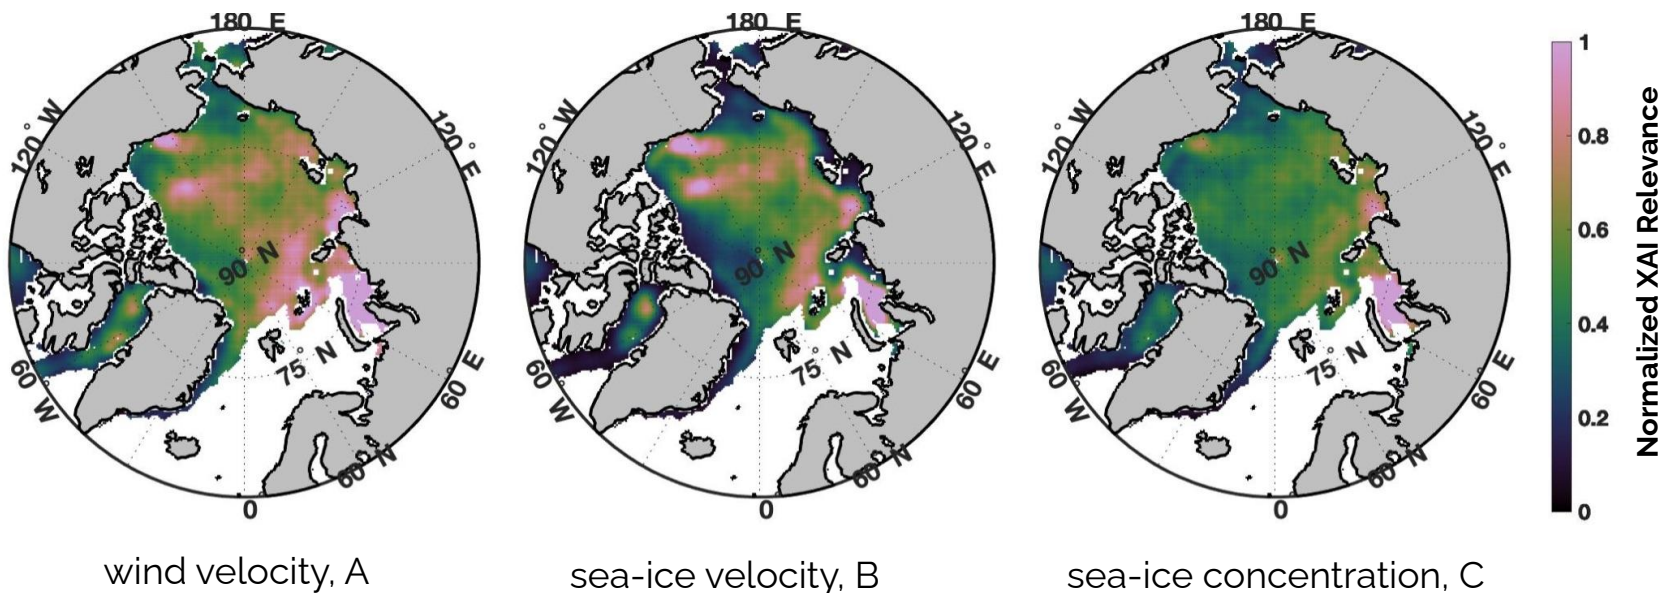 180 E
180 E
180 E
1
120° W
120° E
120° W
120° E
120° W
120° E
0.8
0.6
0.4
0.2
0
Normalized XAI Relevance
90° N
90° N
90° N
75° N
75° N
75° N
60° W
60° E
60° W
60° E
60° W
60° E
60 N
60 N
60 N
0
0
0
wind velocity, A
sea-ice velocity, B
sea-ice concentration, C